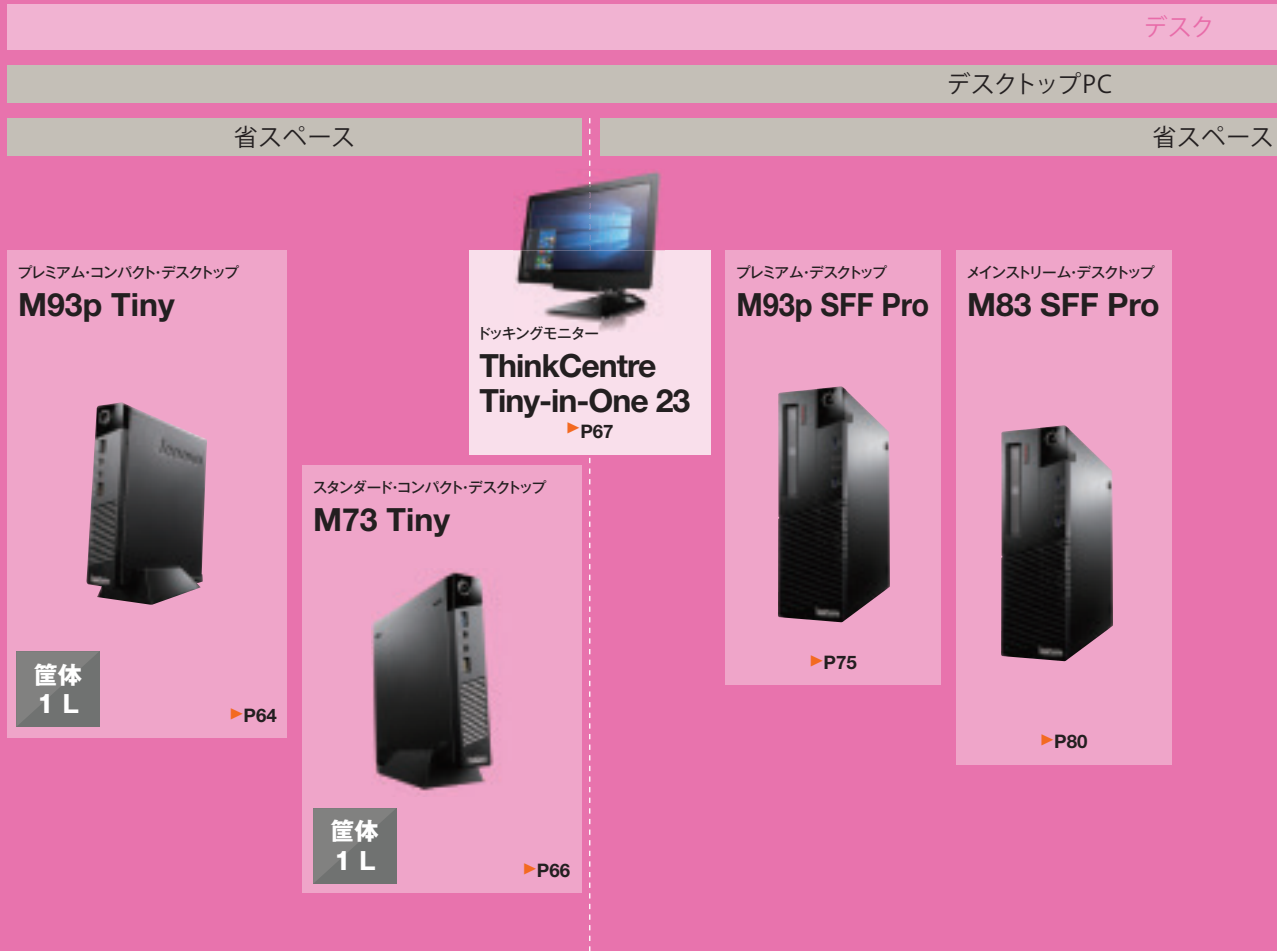 デスク
デスクトップPC
省スペース
省スペース
プレミアム・コンパクト・デスクトップ
M93p Tiny
筐体
1 L
▶P64
スタンダード・コンパクト・デスクトップ
M73 Tiny
筐体
1 L
▶P66
ドッキングモニター
ThinkCentre
Tiny-in-One 23
▶P67
プレミアム・デスクトップ
M93p SFF Pro
▶P75
メインストリーム・デスクトップ
M83 SFF Pro
▶P80